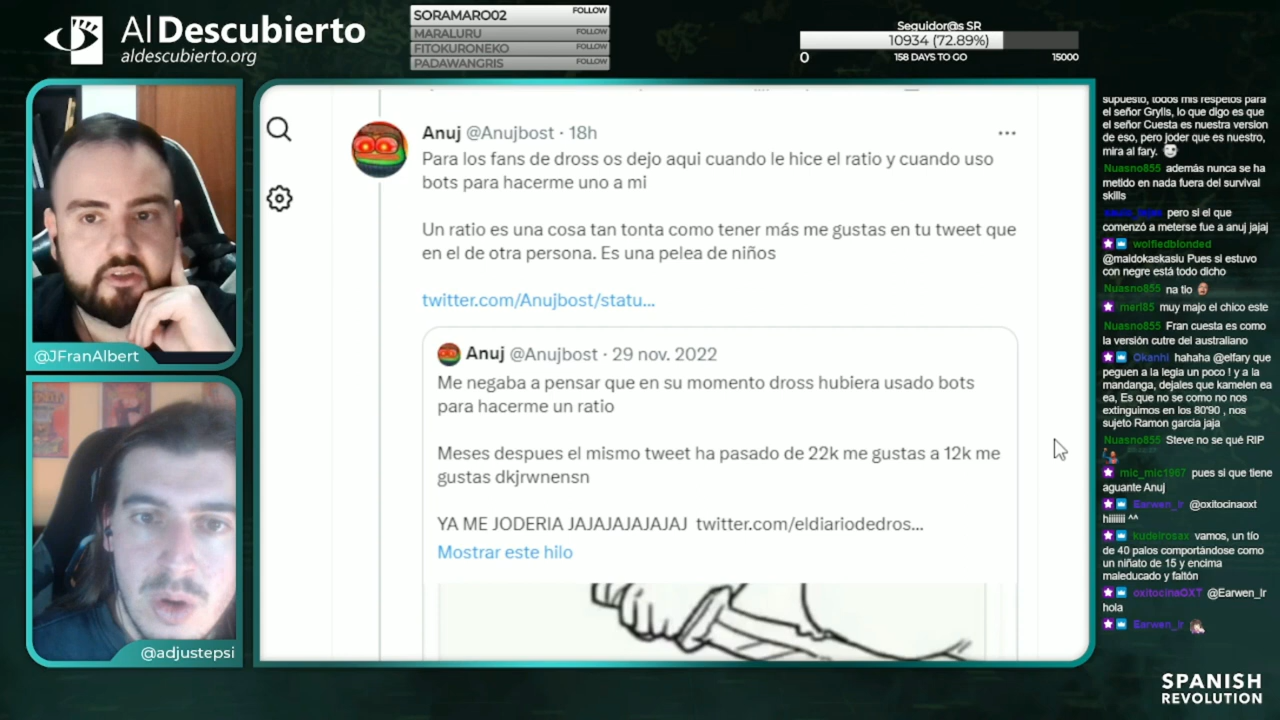 Al Descubierto
aldescubierto.org
SORAMARO02 FOLLOW
MARALURU FOLLOW
FITOKURONEKO FOLLOW
PADAWANGRIS FOLLOW
Seguidor@s SR
10934 (72.89%)
0 158 DAYS TO GO 15000
@JFranAlbert
@adjustepsi
Anuj @Anujbost · 18h
Para los fans de dross os dejo aqui cuando le hice el ratio y cuando uso
bots para hacerme uno a mi
Un ratio es una cosa tan tonta como tener más me gustas en tu tweet que
en el de otra persona. Es una pelea de niños
twitter.com/Anujbost/statu...
Anuj @Anujbost · 29 nov. 2022
Me negaba a pensar que en su momento dross hubiera usado bots
para hacerme un ratio
Meses despues el mismo tweet ha pasado de 22k me gustas a 12k me
gustas dkjrwnensn
YA ME JODERIA JAJAJAJAJAJ twitter.com/eldiariodedros...
Mostrar este hilo
supuesto, todos mis respetos para
el señor Grylls, lo que digo es que
el señor Cuesta es nuestra version
de eso, pero joder que es nuestro,
mira al fary.
Nuasno855 además nunca se ha
metido en nada fuera del survival
skills
pero si el que
comenzó a meterse fue a anuj jajaj
wolfiedblonded
@maidokaskasiu Pues si estuvo
con negre está todo dicho
Nuasno855 na tio
merl85 muy majo el chico este
Nuasno855 Fran cuesta es como
la versión cutre del australiano
Okanhi hahaha @elfary que
peguen a la legia un poco ! y a la
mandanga, dejales que kamelen ea
ea, Es que no se como no nos
extinguimos en los 80'90 , nos
sujeto Ramon garcia jaja
Nuasno855 Steve no se qué RIP
mic_mic1967 pues si que tiene
aguante Anuj
Earwen_Ir @oxitocinaoxt
hiiiiiii ^^
kudeirosax vamos, un tío
de 40 palos comportándose como
un niñato de 15 y encima
maleducado y faltón
oxitocinaOXT @Earwen_Ir
hola
Earwen_Ir
SPANISH
REVOLUTION